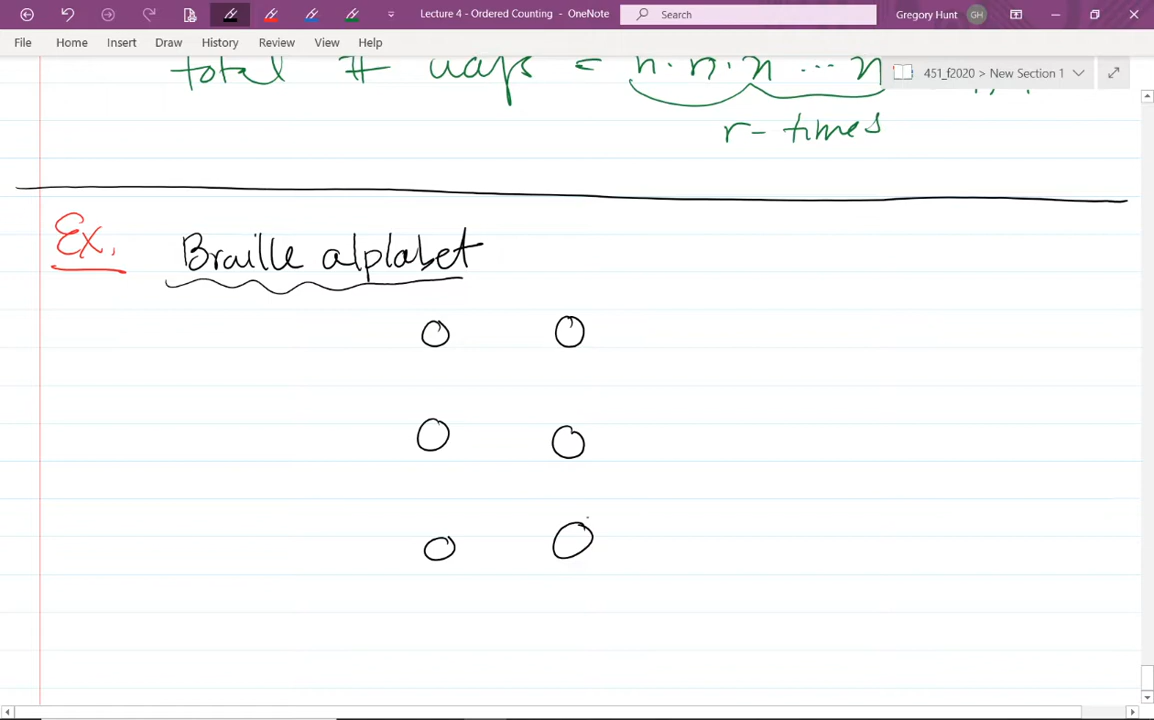 Lecture 4 - Ordered Counting - OneNote
Search
Gregory Hunt GH
File Home Insert Draw History Review View Help
total # ways = n·n·n ··· n
451_f2020 > New Section 1
r- times
Ex. Braille alplabet